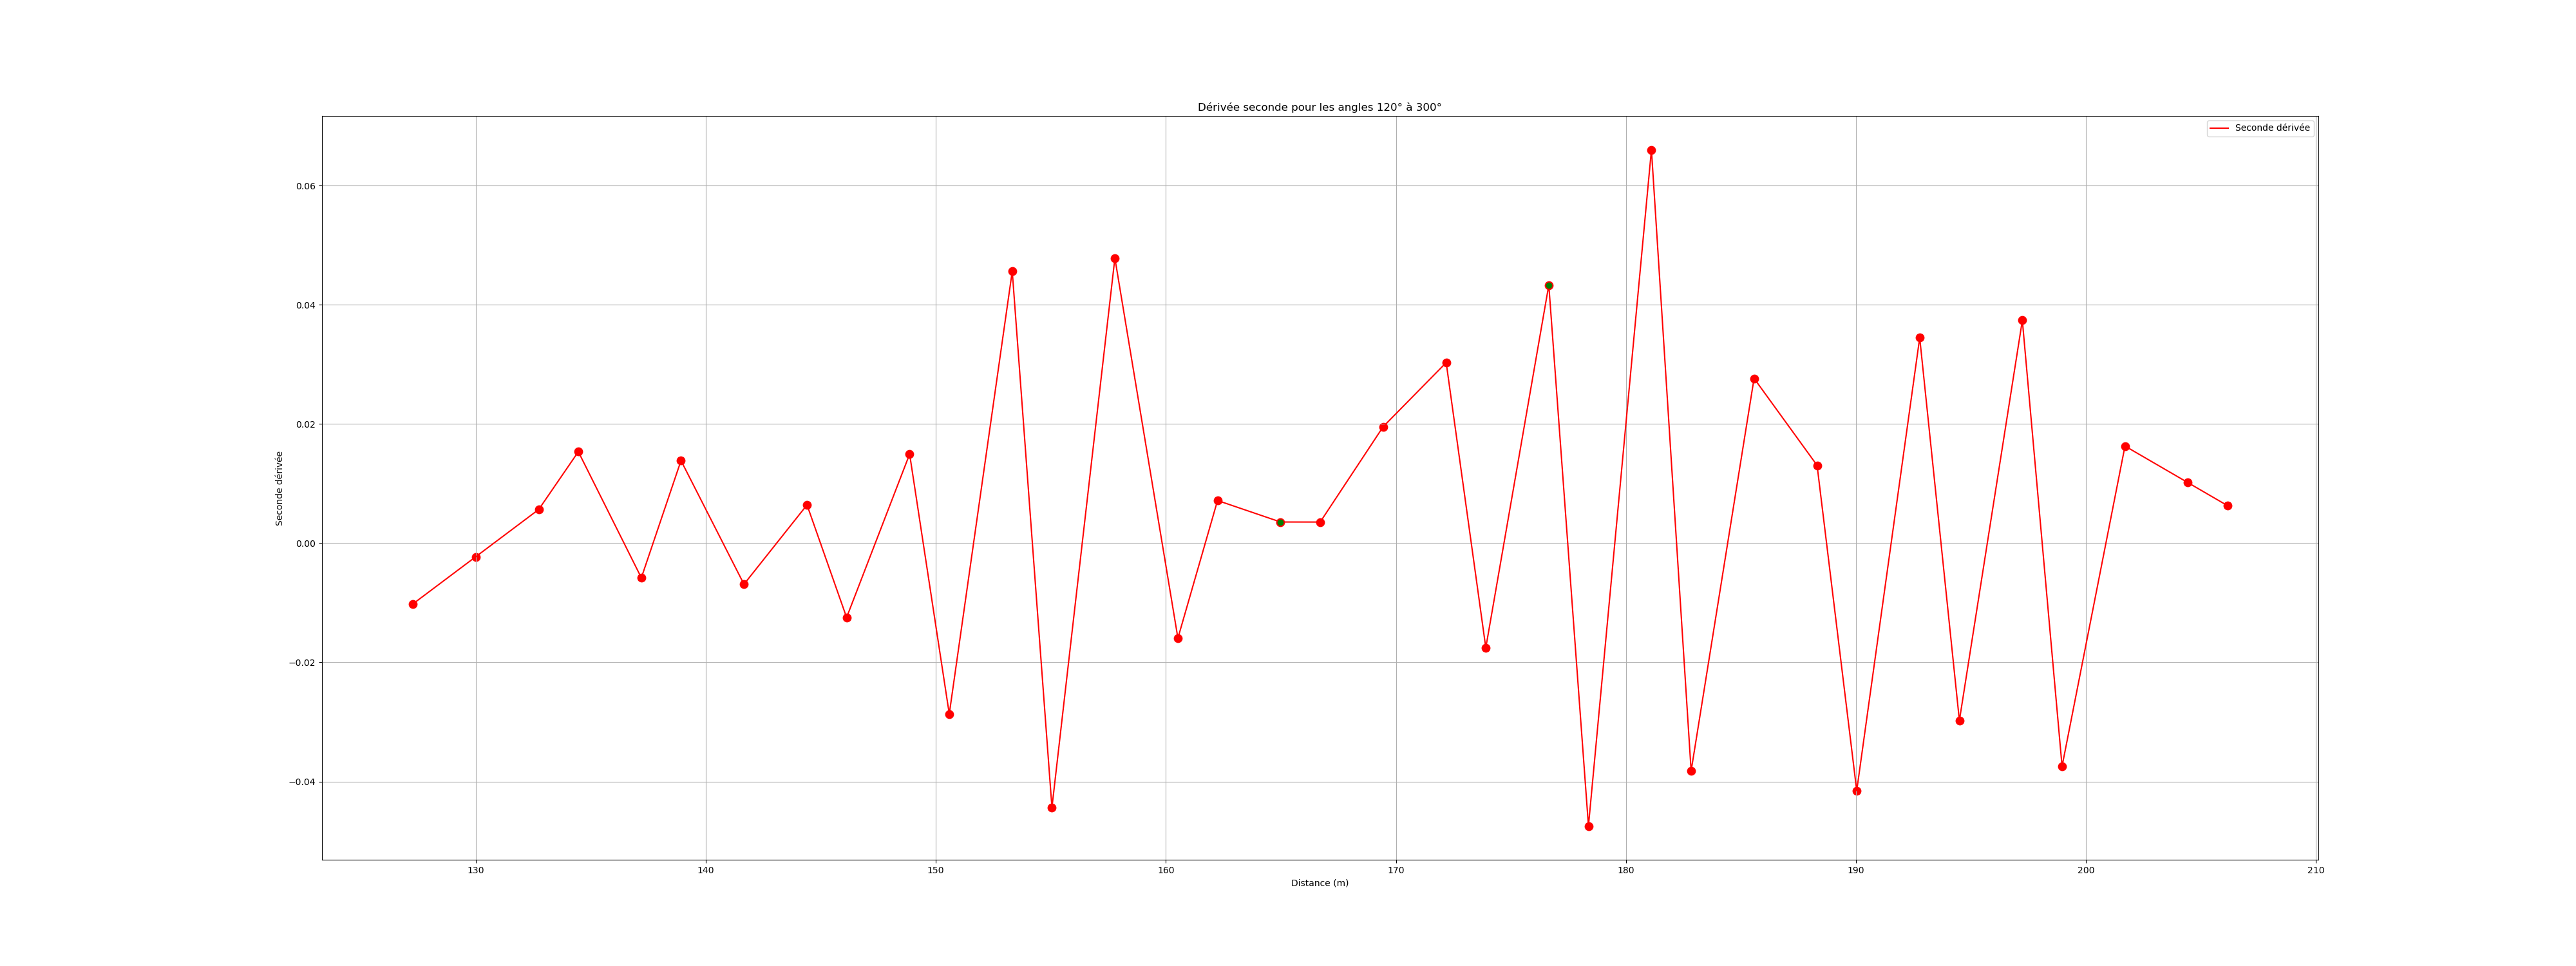 Dérivée seconde pour les angles 120° à 300°
Seconde dérivée
0.06
0.04
0.02
0.00
−0.02
−0.04
Seconde dérivée
130 140 150 160 170 180 190 200 210
Distance (m)